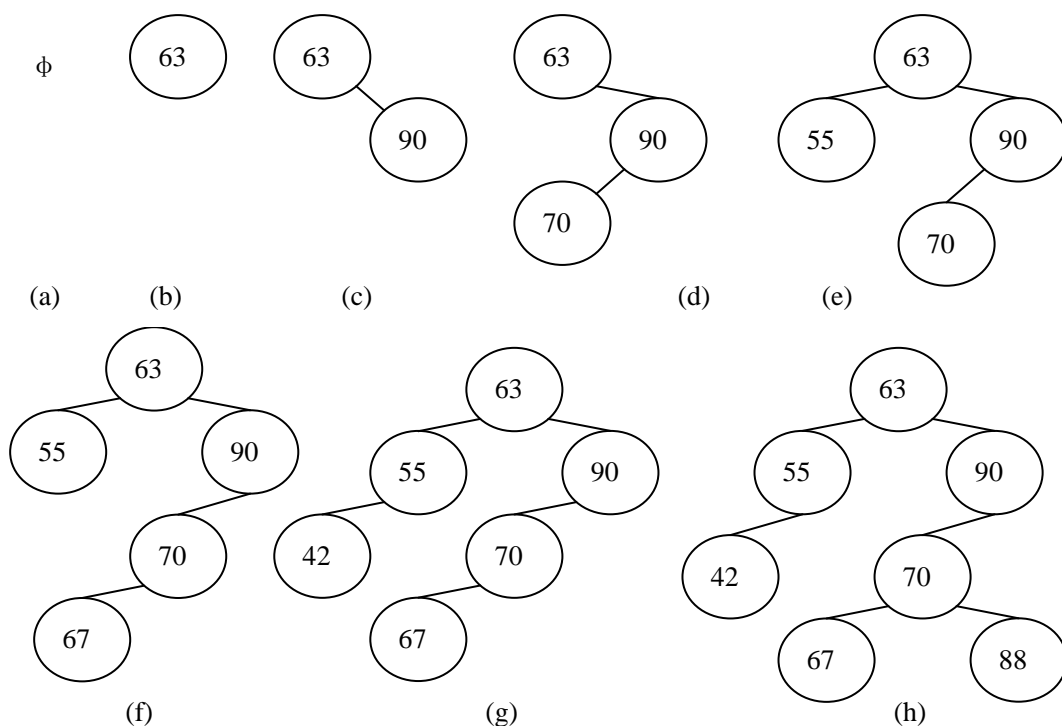 ϕ 63 63 63 63
90 90 55 90
70 70
(a) (b) (c) (d) (e)
63 63 63
55 90 55 90 55 90
70 42 70 42 70
67 67 67 88
(f) (g) (h)